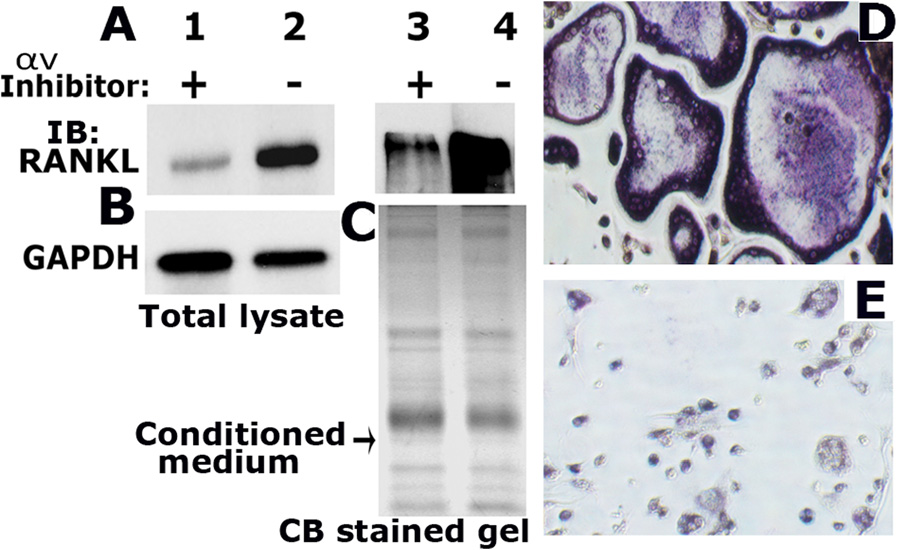 A 1 2 3 4 D
αv
Inhibitor: + - + -
IB:
RANKL
B C
GAPDH
Total lysate
E
Conditioned
medium
CB stained gel